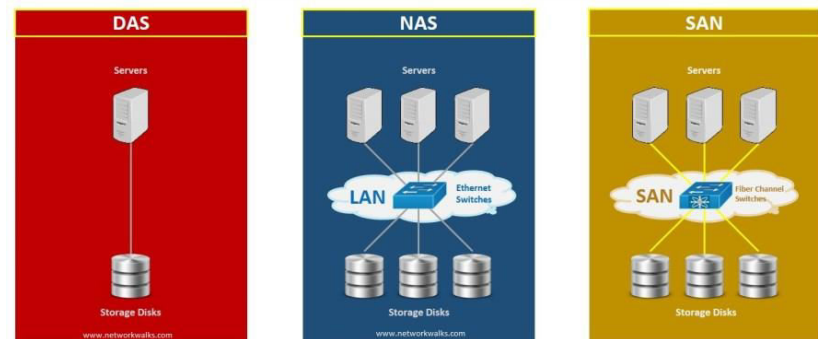 DAS
Servers
Storage Disks
www.networkwalks.com
NAS
Servers
LAN
Ethernet
Switches
Storage Disks
www.networkwalks.com
SAN
Servers
SAN
Fiber Channel
Switches
Storage Disks